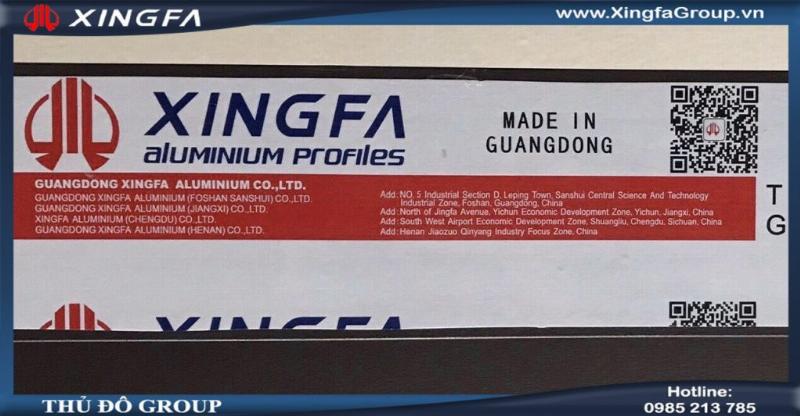 XINGFA
www.XingfaGroup.vn
XINGFA
aluminium profiles
MADE IN
GUANGDONG
GUANGDONG XINGFA ALUMINIUM CO.,LTD.
GUANGDONG XINGFA ALUMINIUM (FOSHAN SANSHUI) CO.,LTD.
GUANGDONG XINGFA ALUMINIUM (JIANGXI) CO.,LTD.
XINGFA ALUMINIUM (CHENGDU) CO.,LTD.
GUANGDONG XINGFA ALUMINIUM (HENAN) CO.,LTD.
Add: NO. 5 Industrial Section D, Leping Town, Sanshui Central Science And Technology
Industrial Zone, Foshan, Guangdong, China
Add: North of Jingfa Avenue, Yichun Economic Development Zone, Yichun, Jiangxi, China
Add: South West Airport Economic Development Zone, Shuangliu, Chengdu, Sichuan, China
Add: Henan Jiaozuo Qinyang Industry Focus Zone, China
T
G
XINGFA
THỦ ĐÔ GROUP
Hotline:
0985 213 785